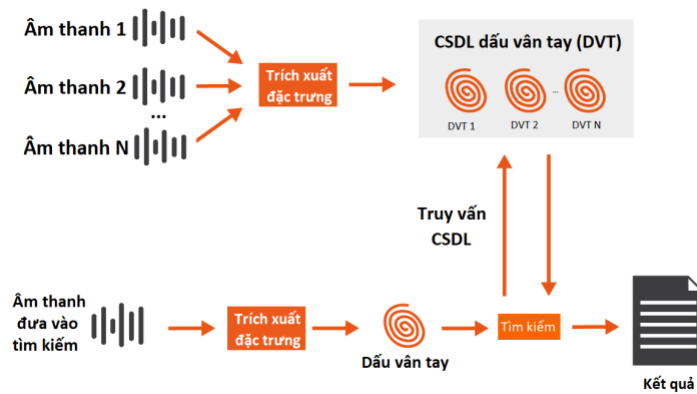 Âm thanh 1
Âm thanh 2
...
Âm thanh N
Trích xuất
đặc trưng
CSDL dấu vân tay (DVT)
...
DVT 1
DVT 2
DVT N
Truy vấn
CSDL
Âm thanh
đưa vào
tìm kiếm
Trích xuất
đặc trưng
Dấu vân tay
Tìm kiếm
Kết quả